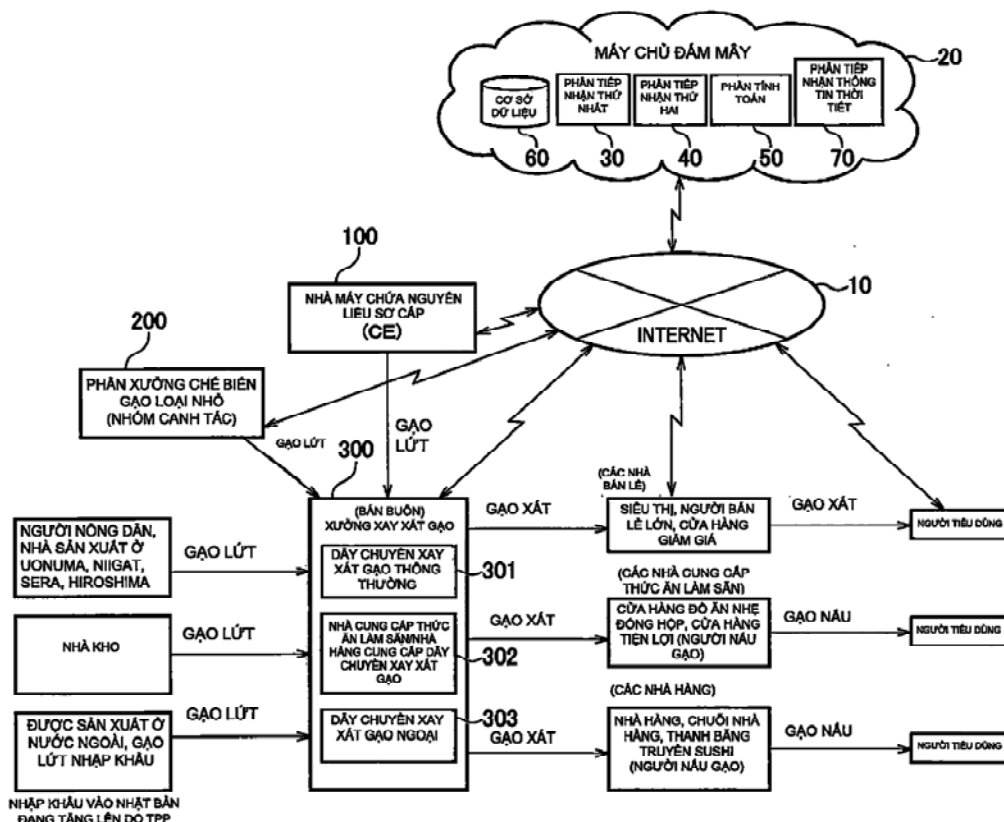 MÁY CHỦ ĐÁM MÂY
20
CƠ SỞ
DỮ LIỆU
PHẦN TIẾP
NHẬN THỨ
NHẤT
PHẦN TIẾP
NHẬN THỨ
HAI
PHẦN TÍNH
TOÁN
PHẦN TIẾP
NHẬN THÔNG
TIN THỜI
TIẾT
60
30
40
50
70
100
NHÀ MÁY CHỨA NGUYÊN
LIỆU SƠ CẤP
(CE)
10
INTERNET
200
PHÂN XƯỞNG CHẾ BIẾN
GẠO LOẠI NHỎ
(NHÓM CANH TÁC)
GẠO LỨT
GẠO
LỨT
300
(BÁN BUÔN)
XƯỞNG XAY XÁT GẠO
NGƯỜI NÔNG DÂN,
NHÀ SẢN XUẤT Ở
UONUMA, NIIGAT,
SERA, HIROSHIMA
GẠO LỨT
DÂY CHUYỀN XAY
XÁT GẠO THÔNG
THƯỜNG
301
GẠO XÁT
(CÁC NHÀ
BÁN LẺ)
SIÊU THỊ, NGƯỜI BÁN
LẺ LỚN, CỬA HÀNG
GIẢM GIÁ
GẠO XÁT
NGƯỜI TIÊU DÙNG
NHÀ KHO
GẠO LỨT
NHÀ CUNG CẤP THỨC
ĂN LÀM SẴN/NHÀ
HÀNG CUNG CẤP DÂY
CHUYỀN XAY XÁT
GẠO
302
GẠO XÁT
(CÁC NHÀ CUNG CẤP
THỨC ĂN LÀM SẴN)
CỬA HÀNG ĐỒ ĂN NHẸ
ĐÓNG HỘP, CỬA HÀNG
TIỆN LỢI (NGƯỜI NẤU
GẠO)
GẠO NẤU
NGƯỜI TIÊU DÙNG
ĐƯỢC SẢN XUẤT Ở
NƯỚC NGOÀI, GẠO
LỨT NHẬP KHẨU
GẠO LỨT
DÂY CHUYỀN XAY
XÁT GẠO NGOẠI
303
GẠO XÁT
(CÁC NHÀ HÀNG)
NHÀ HÀNG, CHUỖI NHÀ
HÀNG, THANH BĂNG
TRUYỀN SUSHI
(NGƯỜI NẤU GẠO)
GẠO NẤU
NGƯỜI TIÊU DÙNG
NHẬP KHẨU VÀO NHẬT BẢN
ĐANG TĂNG LÊN DO TPP